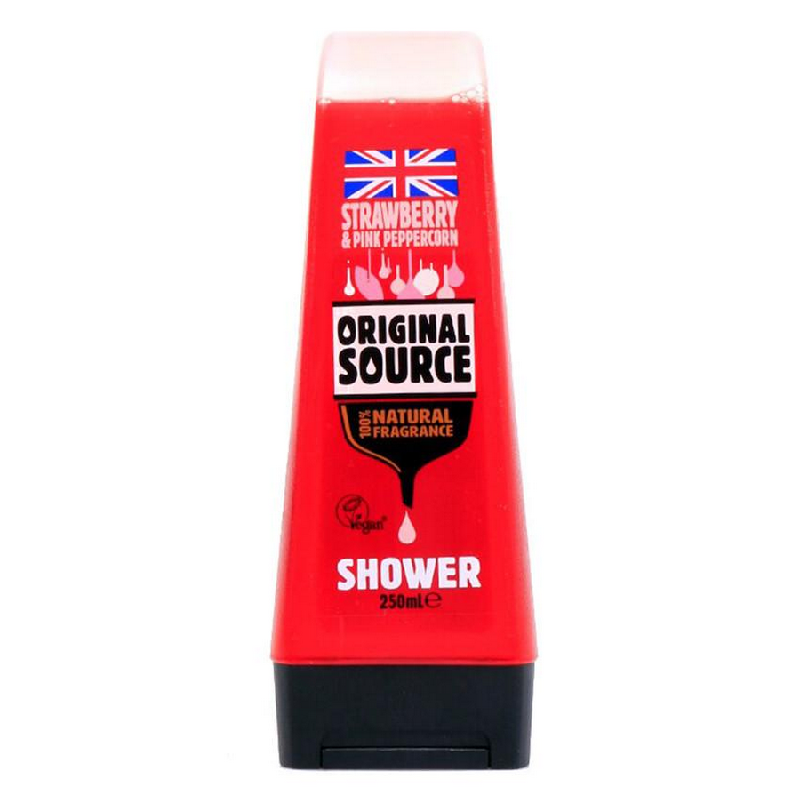 STRAWBERRY
& PINK PEPPERCORN
ORIGINAL
SOURCE
100% NATURAL
FRAGRANCE
Vegan
SHOWER
250mL℮